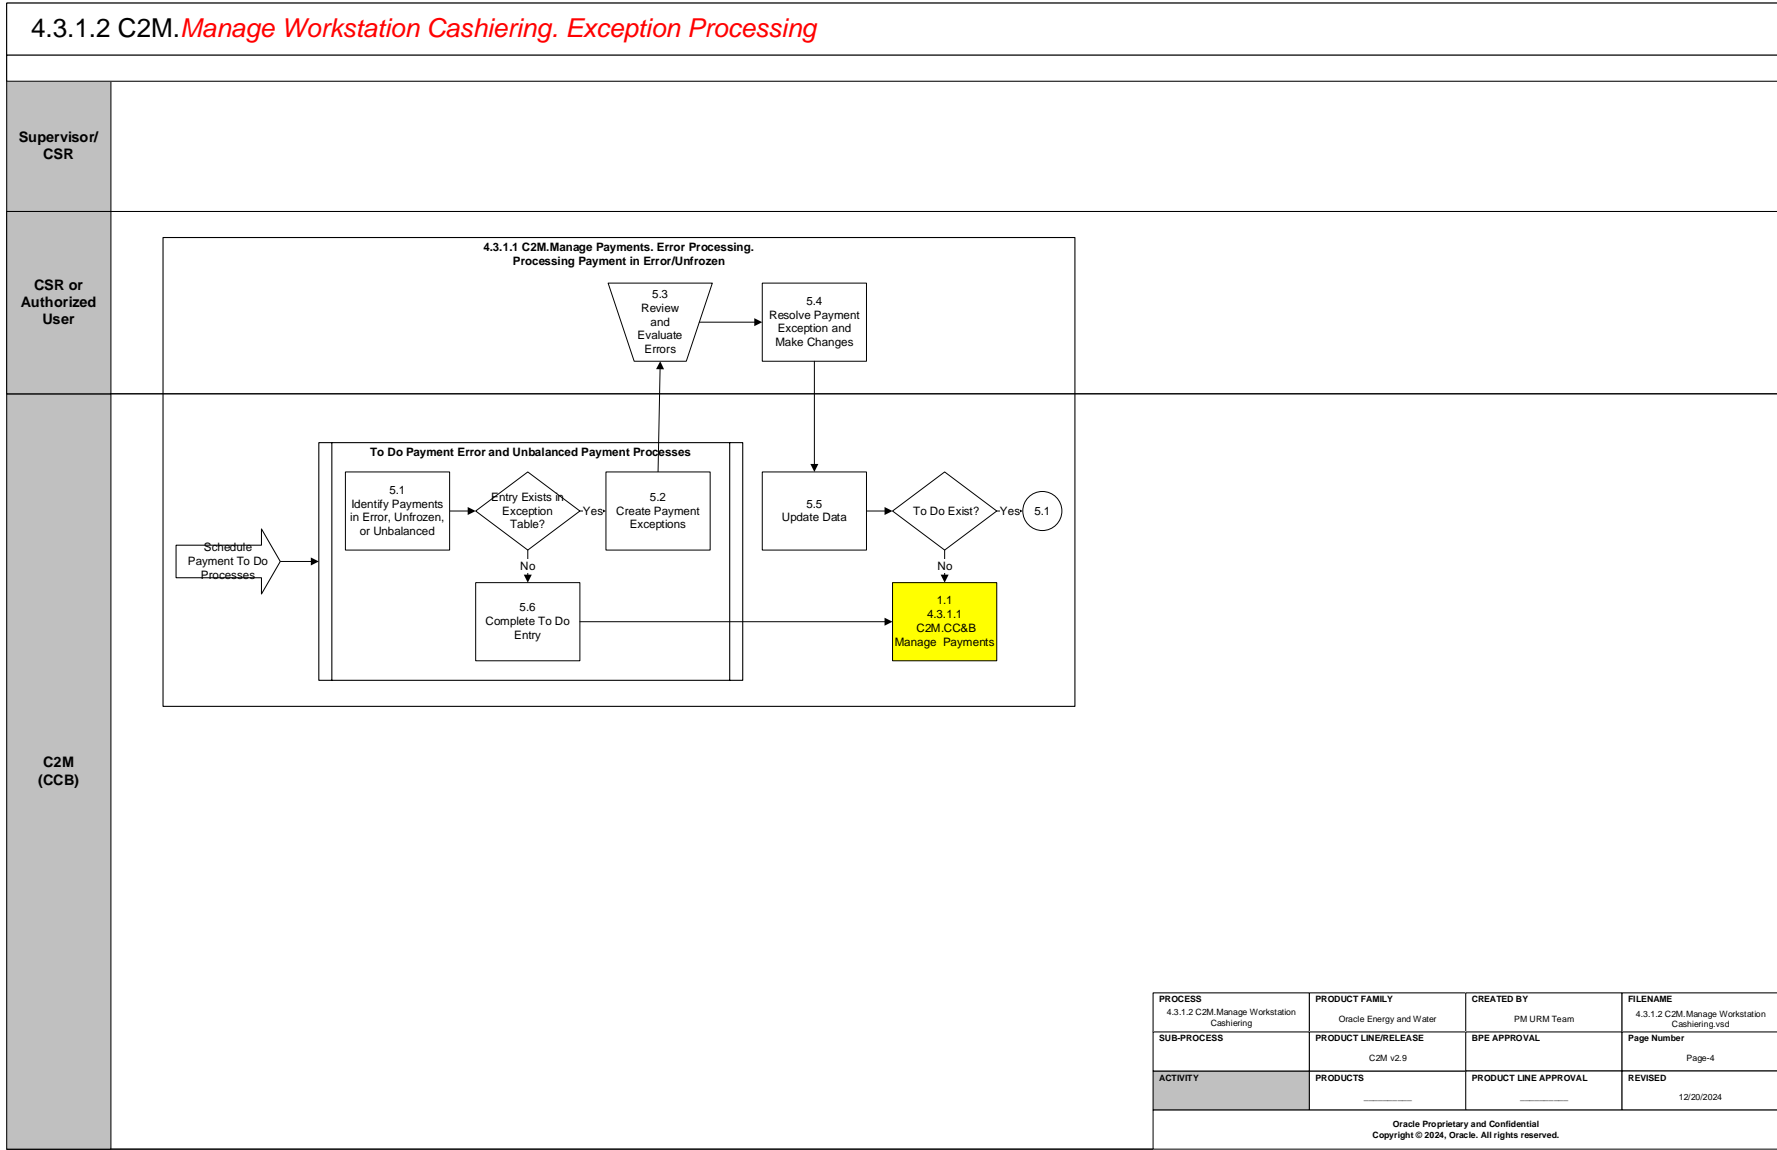 4.3.1.2 C2M.Manage Workstation Cashiering. Exception Processing
Supervisor/
CSR
CSR or
Authorized
User
4.3.1.1 C2M.Manage Payments. Error Processing.
Processing Payment in Error/Unfrozen
5.3
Review
and
Evaluate
Errors
5.4
Resolve Payment
Exception and
Make Changes
C2M
(CCB)
To Do Payment Error and Unbalanced Payment Processes
Schedule
Payment To Do
Processes
5.1
Identify Payments
in Error, Unfrozen,
or Unbalanced
Entry Exists in
Exception
Table?
Yes
5.2
Create Payment
Exceptions
5.5
Update Data
To Do Exist?
Yes
5.1
No
No
5.6
Complete To Do
Entry
1.1
4.3.1.1
C2M.CC&B
Manage Payments
PROCESS
4.3.1.2 C2M.Manage Workstation
Cashiering
PRODUCT FAMILY
Oracle Energy and Water
CREATED BY
PM URM Team
FILENAME
4.3.1.2 C2M.Manage Workstation
Cashiering.vsd
SUB-PROCESS
PRODUCT LINE/RELEASE
C2M v2.9
BPE APPROVAL
Page Number
Page-4
ACTIVITY
PRODUCTS
PRODUCT LINE APPROVAL
REVISED
12/20/2024
Oracle Proprietary and Confidential
Copyright © 2024, Oracle. All rights reserved.